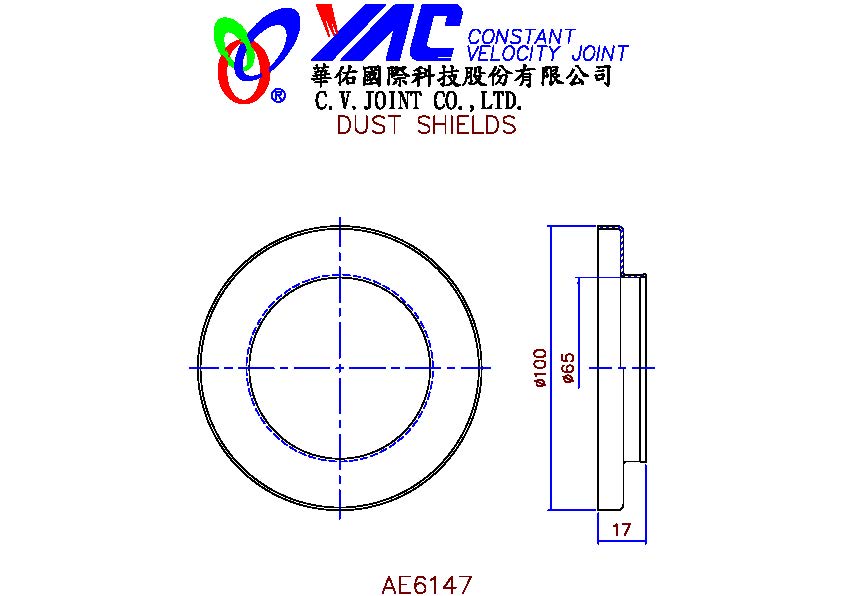 YAC CONSTANT
VELOCITY JOINT
®
華佑國際科技股份有限公司
C.V.JOINT CO.,LTD.
DUST SHIELDS
ø100
ø65
17
AE6147